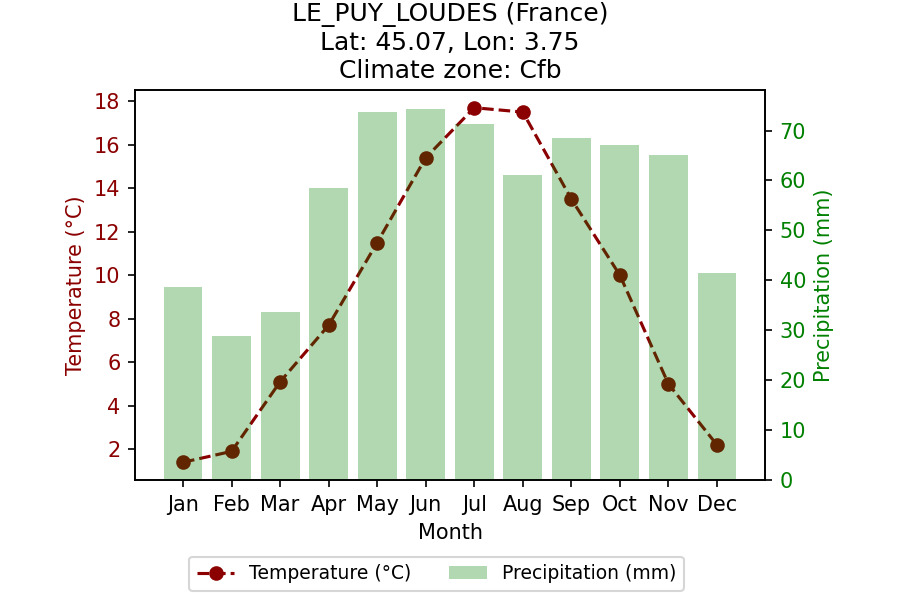 LE_PUY_LOUDES (France)
Lat: 45.07, Lon: 3.75
Climate zone: Cfb
18
16
14
12
10
8
6
4
2
Temperature (°C)
70
60
50
40
30
20
10
0
Precipitation (mm)
Jan Feb Mar Apr May Jun Jul Aug Sep Oct Nov Dec
Month
Temperature (°C) Precipitation (mm)